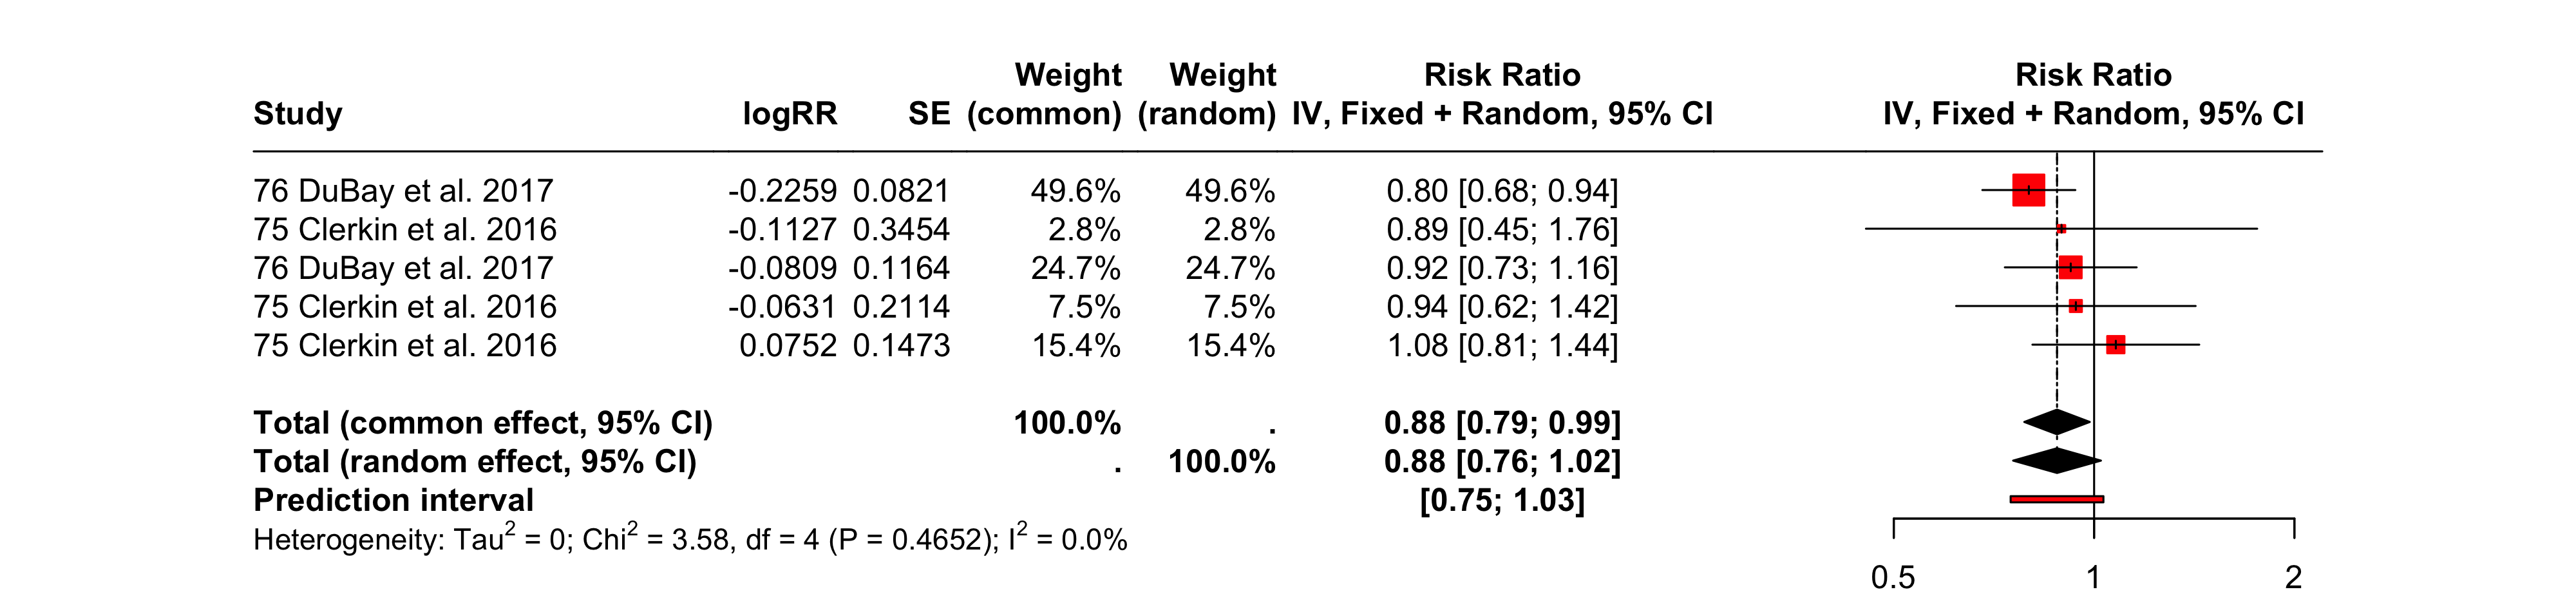 Weight Weight Risk Ratio Risk Ratio
Study logRR SE (common) (random) IV, Fixed + Random, 95% CI IV, Fixed + Random, 95% CI
76 DuBay et al. 2017 -0.2259 0.0821 49.6% 49.6% 0.80 [0.68; 0.94]
75 Clerkin et al. 2016 -0.1127 0.3454 2.8% 2.8% 0.89 [0.45; 1.76]
76 DuBay et al. 2017 -0.0809 0.1164 24.7% 24.7% 0.92 [0.73; 1.16]
75 Clerkin et al. 2016 -0.0631 0.2114 7.5% 7.5% 0.94 [0.62; 1.42]
75 Clerkin et al. 2016 0.0752 0.1473 15.4% 15.4% 1.08 [0.81; 1.44]
Total (common effect, 95% CI) 100.0% . 0.88 [0.79; 0.99]
Total (random effect, 95% CI) . 100.0% 0.88 [0.76; 1.02]
Prediction interval [0.75; 1.03]
Heterogeneity: Tau² = 0; Chi² = 3.58, df = 4 (P = 0.4652); I² = 0.0%
0.5 1 2